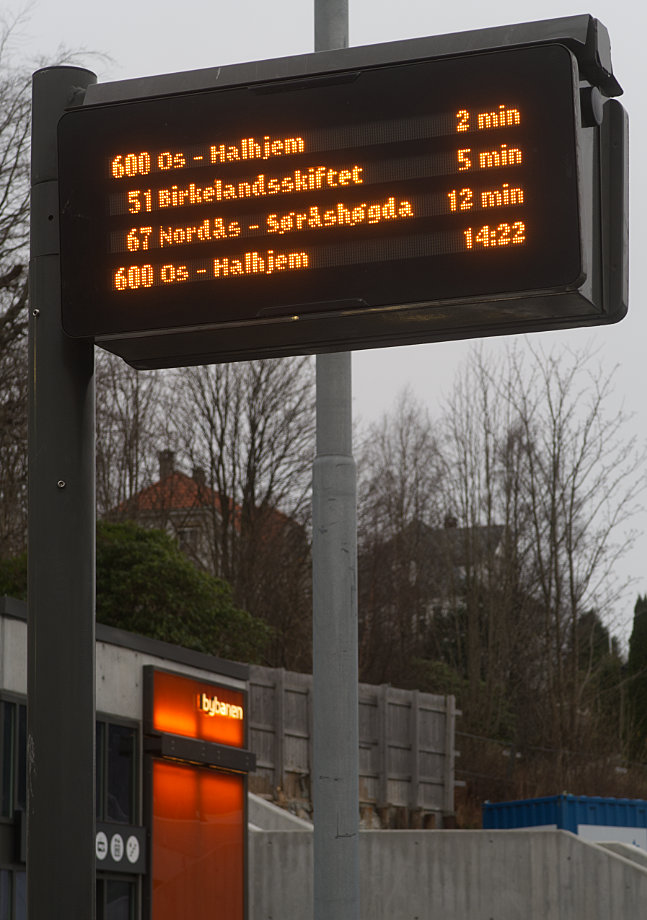 600 Os - Halhjem 2 min
51 Birkelandsskiftet 5 min
67 Nordås - Søråshøgda 12 min
600 Os - Halhjem 14:22
bybanen